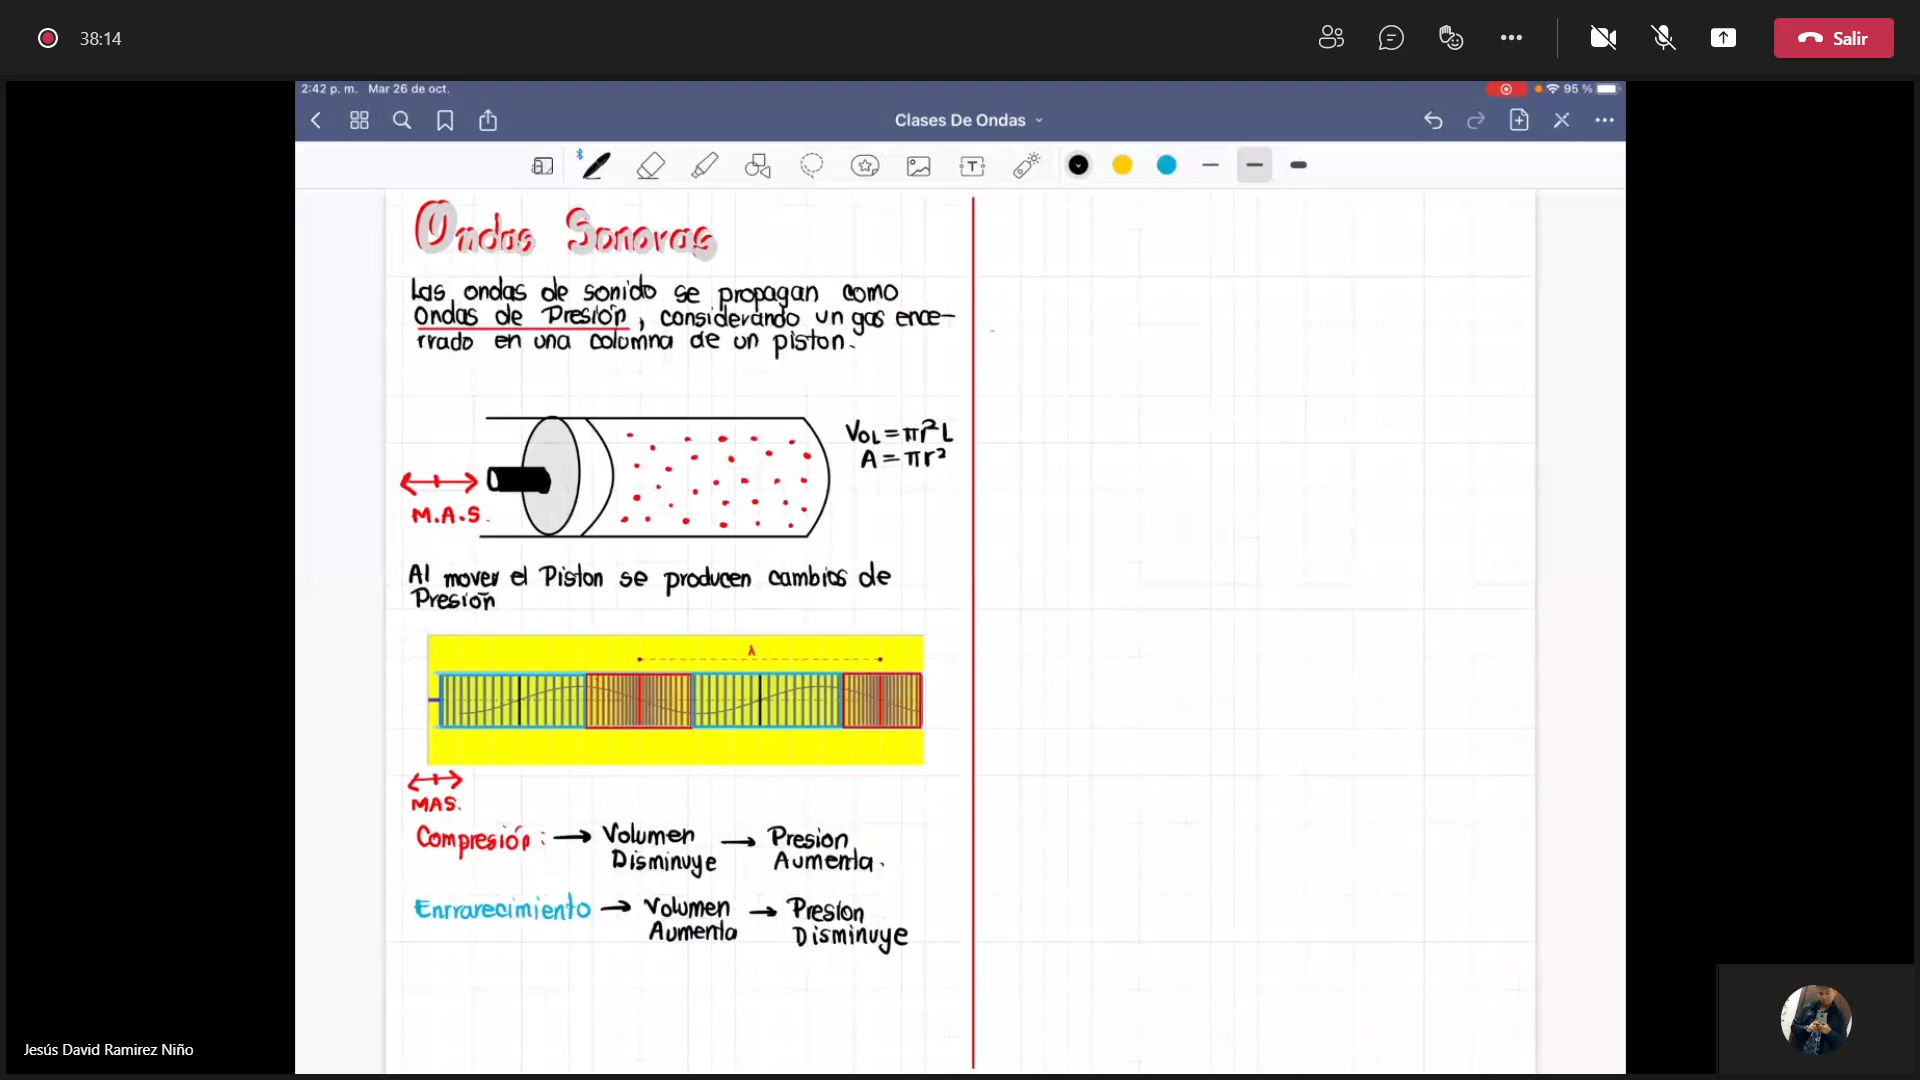 38:14
Salir
2:42 p. m. Mar 26 de oct.
95 %
Clases De Ondas
T
Ondas Sonoras
Las ondas de sonido se propagan como
Ondas de Presión, considerando un gas ence-
rrado en una columna de un piston.
VOL = πr²L
A = πr²
M.A.S.
Al mover el Piston se producen cambios de
Presión
λ
MAS.
Compresión: → Volumen Disminuye → Presion Aumenta.
Enrrarecimiento → Volumen Aumenta → Presion Disminuye
Jesús David Ramirez Niño